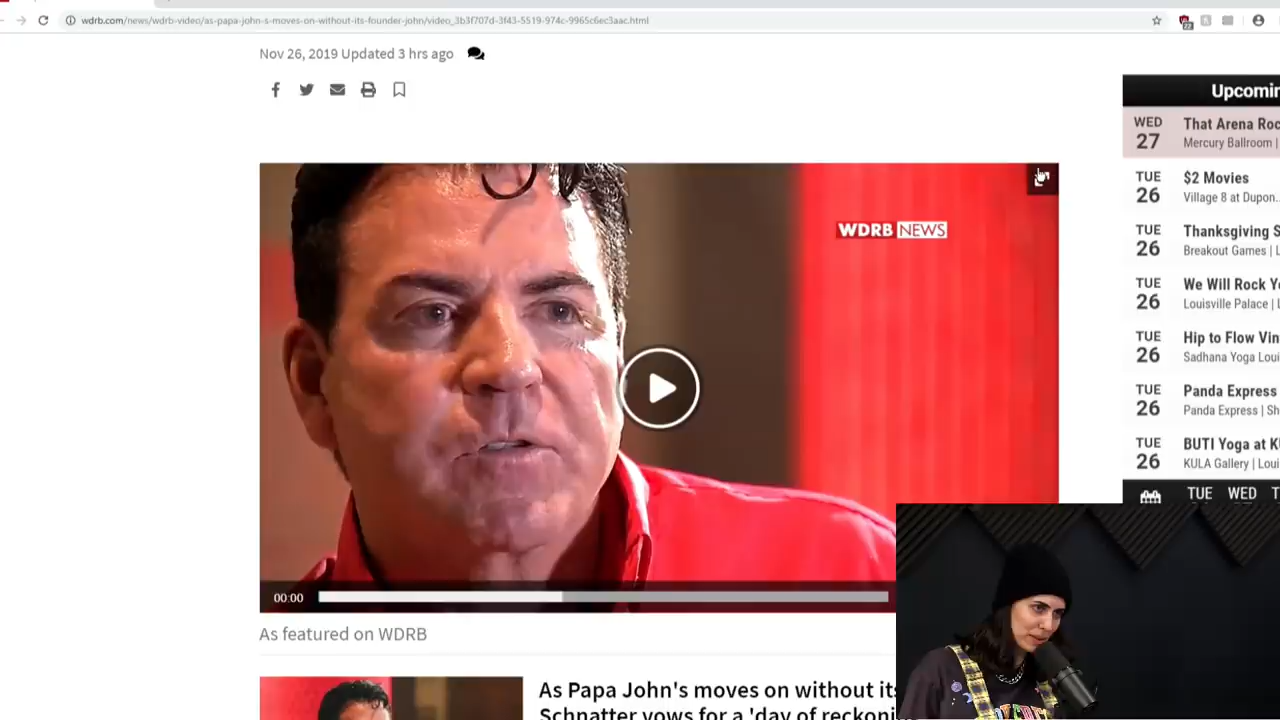 wdrb.com/news/wdrb-video/as-papa-john-s-moves-on-without-its-founder-john/video_3b3f707d-3f43-5519-974c-9965c6ec3aac.html
Nov 26, 2019 Updated 3 hrs ago
Upcomin
WED
27
That Arena Roc
Mercury Ballroom |
TUE
26
$2 Movies
Village 8 at Dupon...
TUE
26
Thanksgiving S
Breakout Games | L
TUE
26
We Will Rock Yo
Louisville Palace | L
TUE
26
Hip to Flow Vin
Sadhana Yoga Loui
TUE
26
Panda Express
Panda Express | Sh
TUE
26
BUTI Yoga at K
KULA Gallery | Loui
TUE WED T
WDRB NEWS
00:00
As featured on WDRB
As Papa John's moves on without its
Schnatter vows for a 'day of reckoni